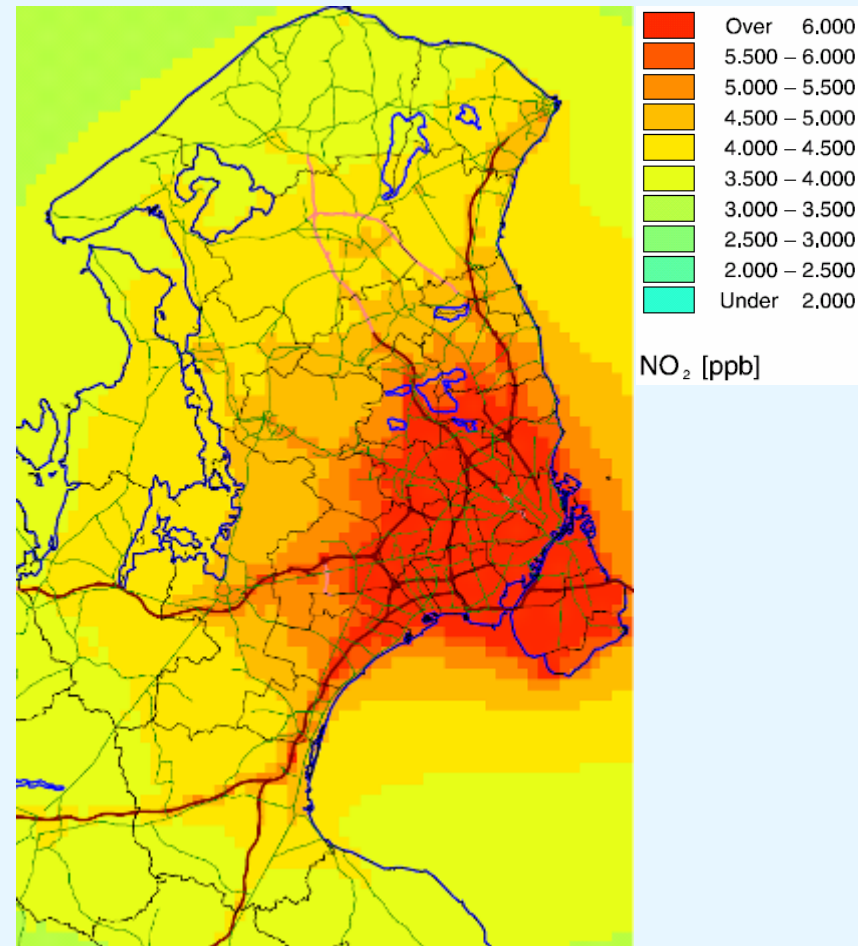 Over 6.000
5.500 – 6.000
5.000 – 5.500
4.500 – 5.000
4.000 – 4.500
3.500 – 4.000
3.000 – 3.500
2.500 – 3.000
2.000 – 2.500
Under 2.000
NO₂ [ppb]